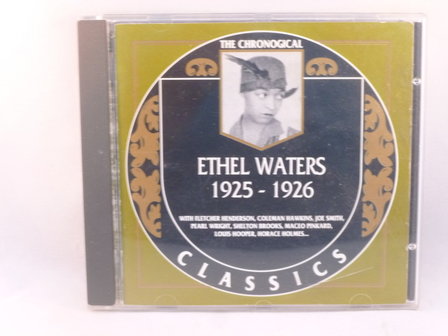 THE CHRONOGICAL
ETHEL WATERS
1925 - 1926
WITH FLETCHER HENDERSON, COLEMAN HAWKINS, JOE SMITH,
PEARL WRIGHT, SHELTON BROOKS, MACEO PINKARD,
LOUIS HOOPER, HORACE HOLMES...
CLASSICS